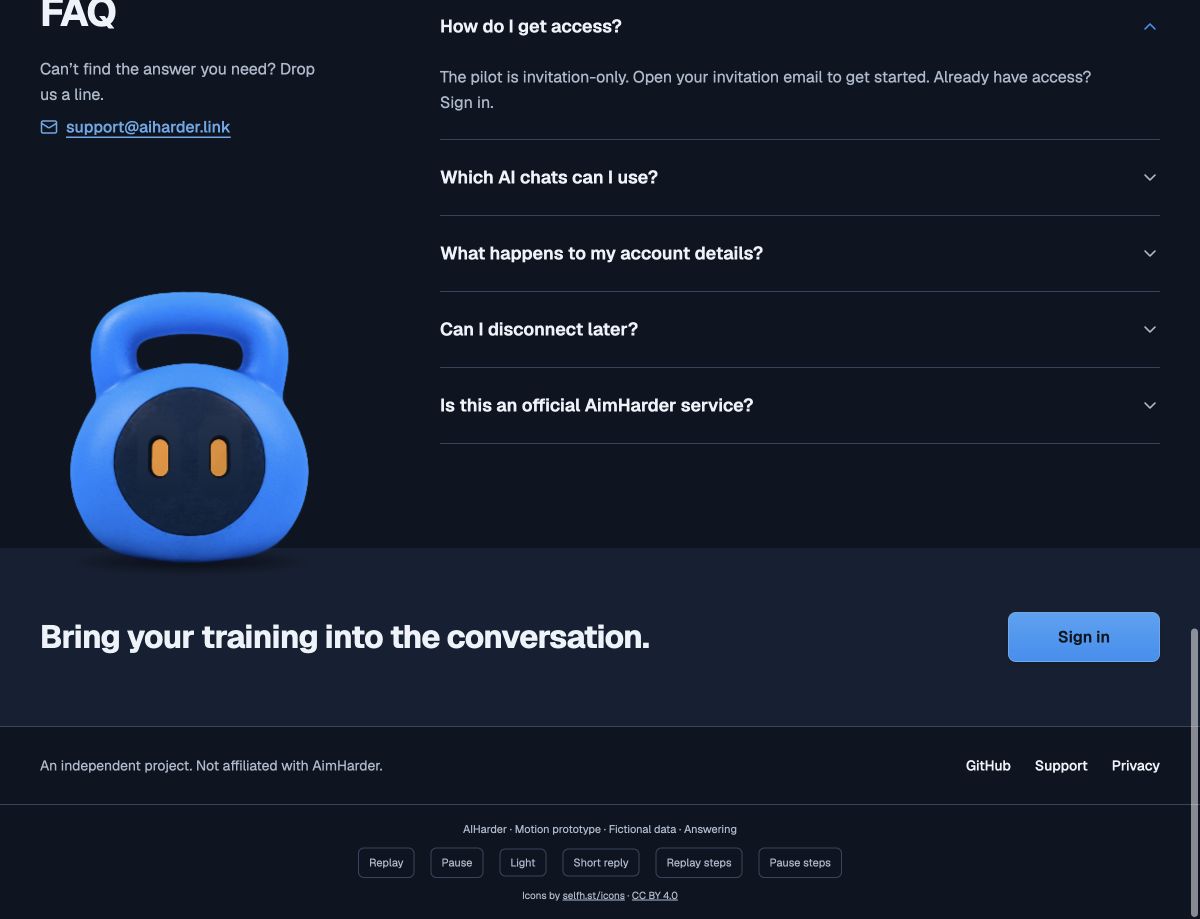 FAQ
Can’t find the answer you need? Drop
us a line.
support@aiharder.link
How do I get access?
The pilot is invitation-only. Open your invitation email to get started. Already have access?
Sign in.
Which AI chats can I use?
What happens to my account details?
Can I disconnect later?
Is this an official AimHarder service?
Bring your training into the conversation.
Sign in
An independent project. Not affiliated with AimHarder.
GitHub Support Privacy
AIHarder · Motion prototype · Fictional data · Answering
Replay Pause Light Short reply Replay steps Pause steps
Icons by selfh.st/icons · CC BY 4.0